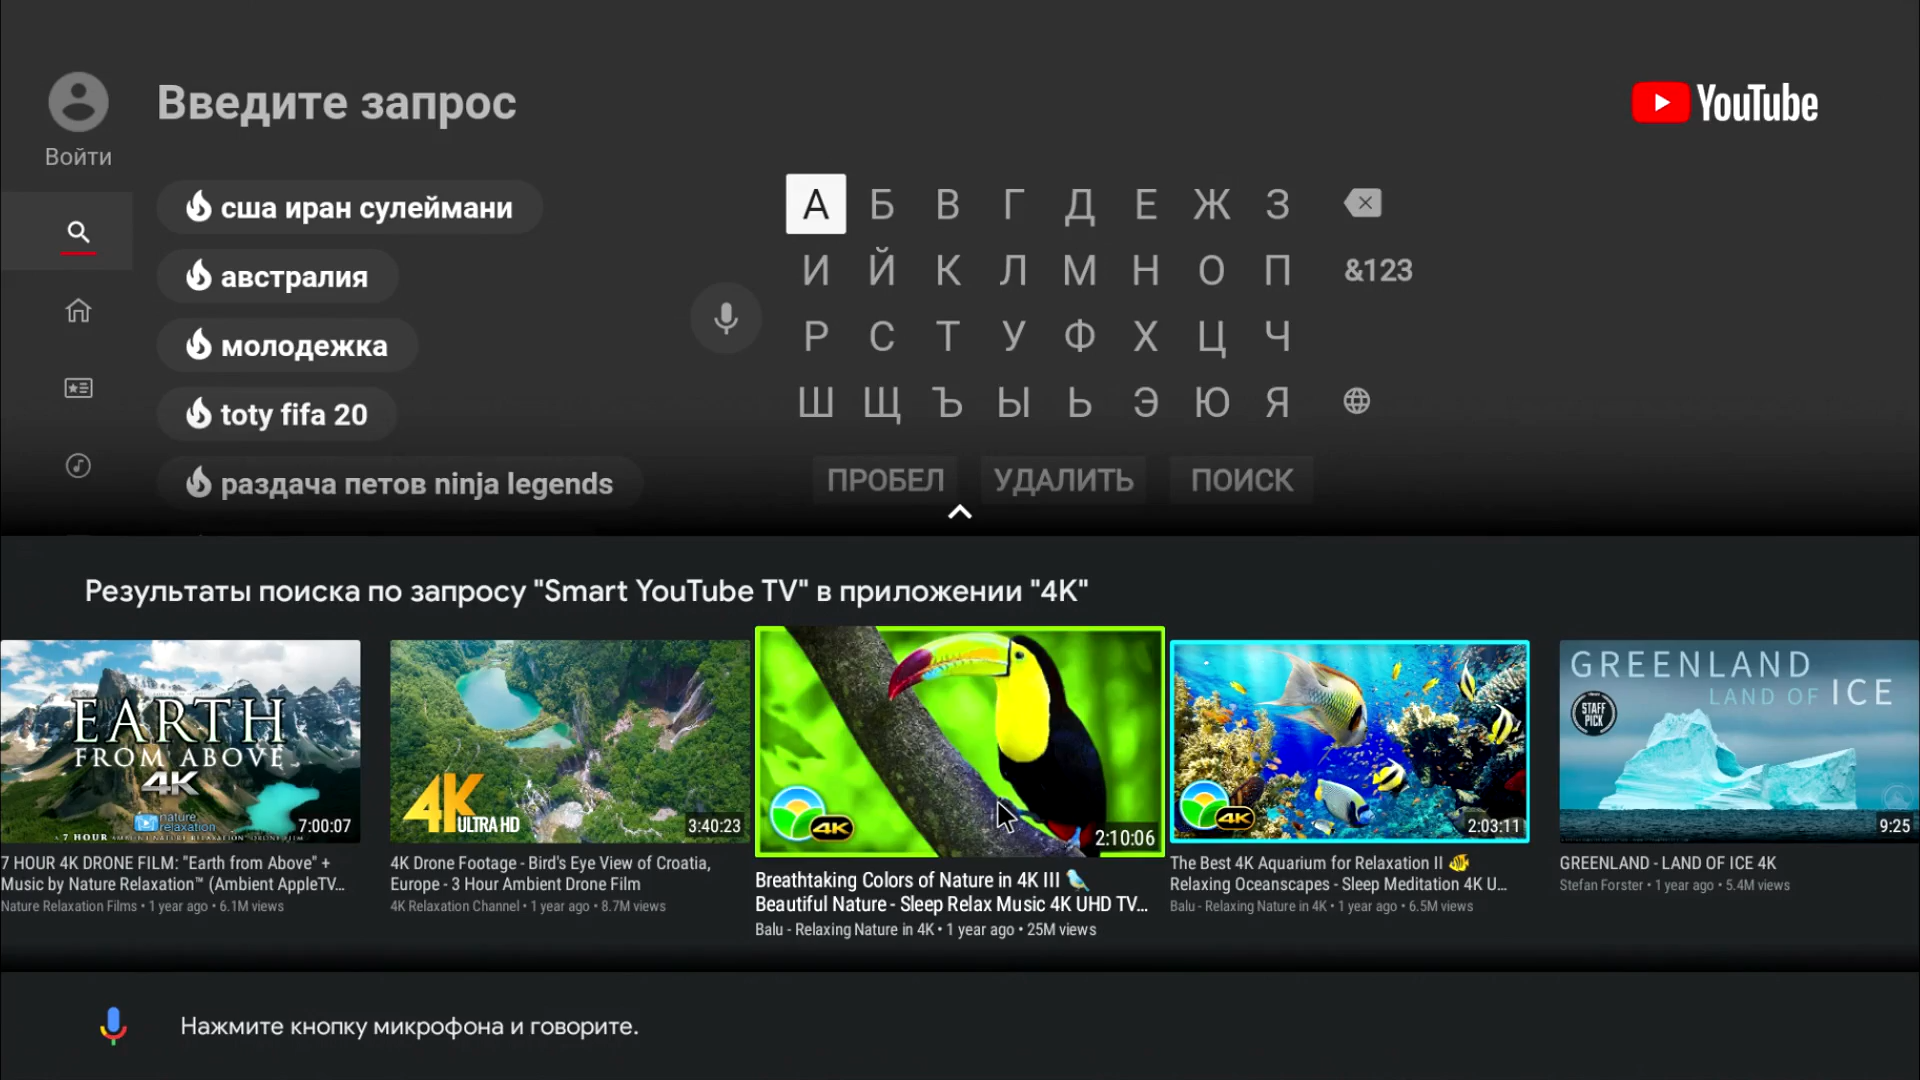 Введите запрос
YouTube
Войти
сша иран сулеймани
австралия
молодежка
toty fifa 20
раздача петов ninja legends
А Б В Г Д Е Ж З
И Й К Л М Н О П &123
Р С Т У Ф Х Ц Ч
Ш Щ Ъ Ы Ь Э Ю Я
ПРОБЕЛ УДАЛИТЬ ПОИСК
Результаты поиска по запросу "Smart YouTube TV" в приложении "4K"
EARTH
FROM ABOVE
4K
nature
relaxation
7 HOUR
7:00:07
7 HOUR 4K DRONE FILM: "Earth from Above" +
Music by Nature Relaxation™ (Ambient AppleTV...
Nature Relaxation Films • 1 year ago • 6.1M views
4K
ULTRA HD
3:40:23
4K Drone Footage - Bird's Eye View of Croatia,
Europe - 3 Hour Ambient Drone Film
4K Relaxation Channel • 1 year ago • 8.7M views
4K
2:10:06
Breathtaking Colors of Nature in 4K III 🐦
Beautiful Nature - Sleep Relax Music 4K UHD TV...
Balu - Relaxing Nature in 4K • 1 year ago • 25M views
4K
2:03:11
The Best 4K Aquarium for Relaxation II 🐠
Relaxing Oceanscapes - Sleep Meditation 4K U...
Balu - Relaxing Nature in 4K • 1 year ago • 6.5M views
GREENLAND
LAND OF ICE
STAFF
PICK
9:25
GREENLAND - LAND OF ICE 4K
Stefan Forster • 1 year ago • 5.4M views
Нажмите кнопку микрофона и говорите.